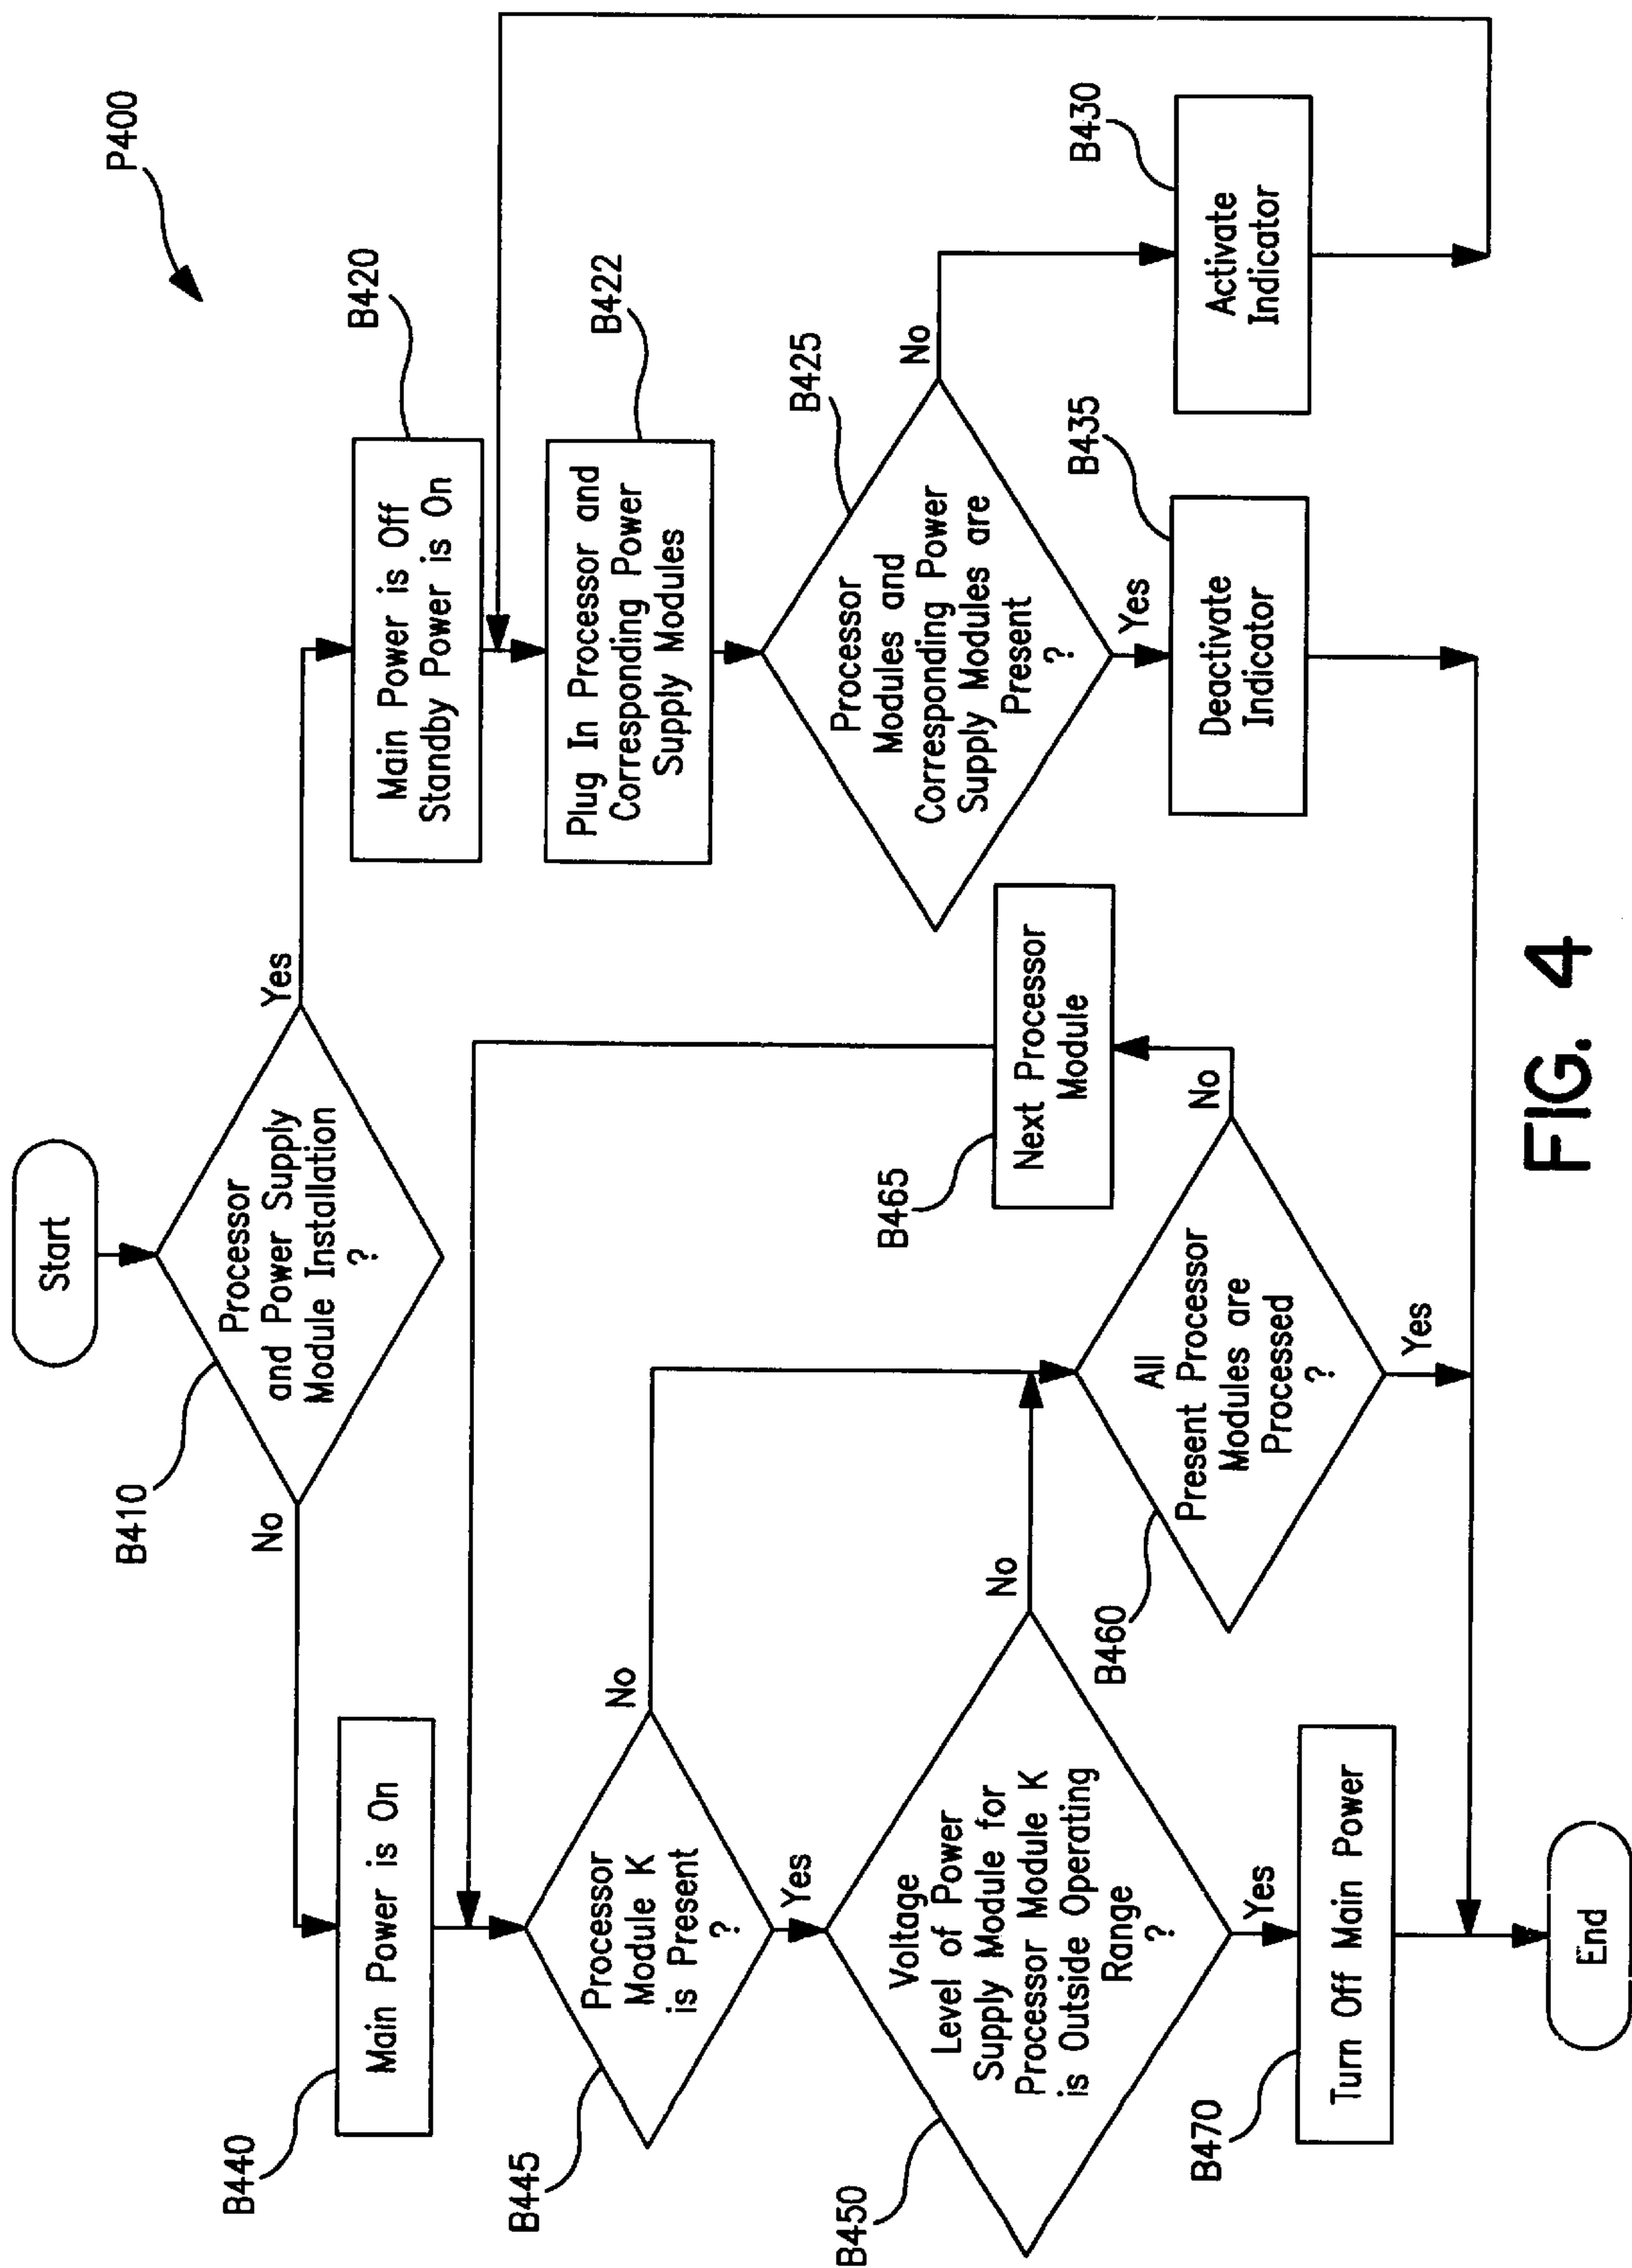 P400
Start
B410
Processor
and Power Supply
Module Installation
?
No
Yes
B440
Main Power is On
B420
Main Power is Off
Standby Power is On
B422
Plug In Processor and
Corresponding Power
Supply Modules
B445
Processor
Module K
is Present
?
No
Yes
B425
Processor
Modules and
Corresponding Power
Supply Modules are
Present
?
No
Yes
B450
Voltage
Level of Power
Supply Module for
Processor Module K
is Outside Operating
Range
?
No
Yes
B465
Next Processor
Module
B460
All
Present Processor
Modules are
Processed
?
No
Yes
B435
Deactivate
Indicator
B430
Activate
Indicator
B470
Turn Off Main Power
End
FIG. 4